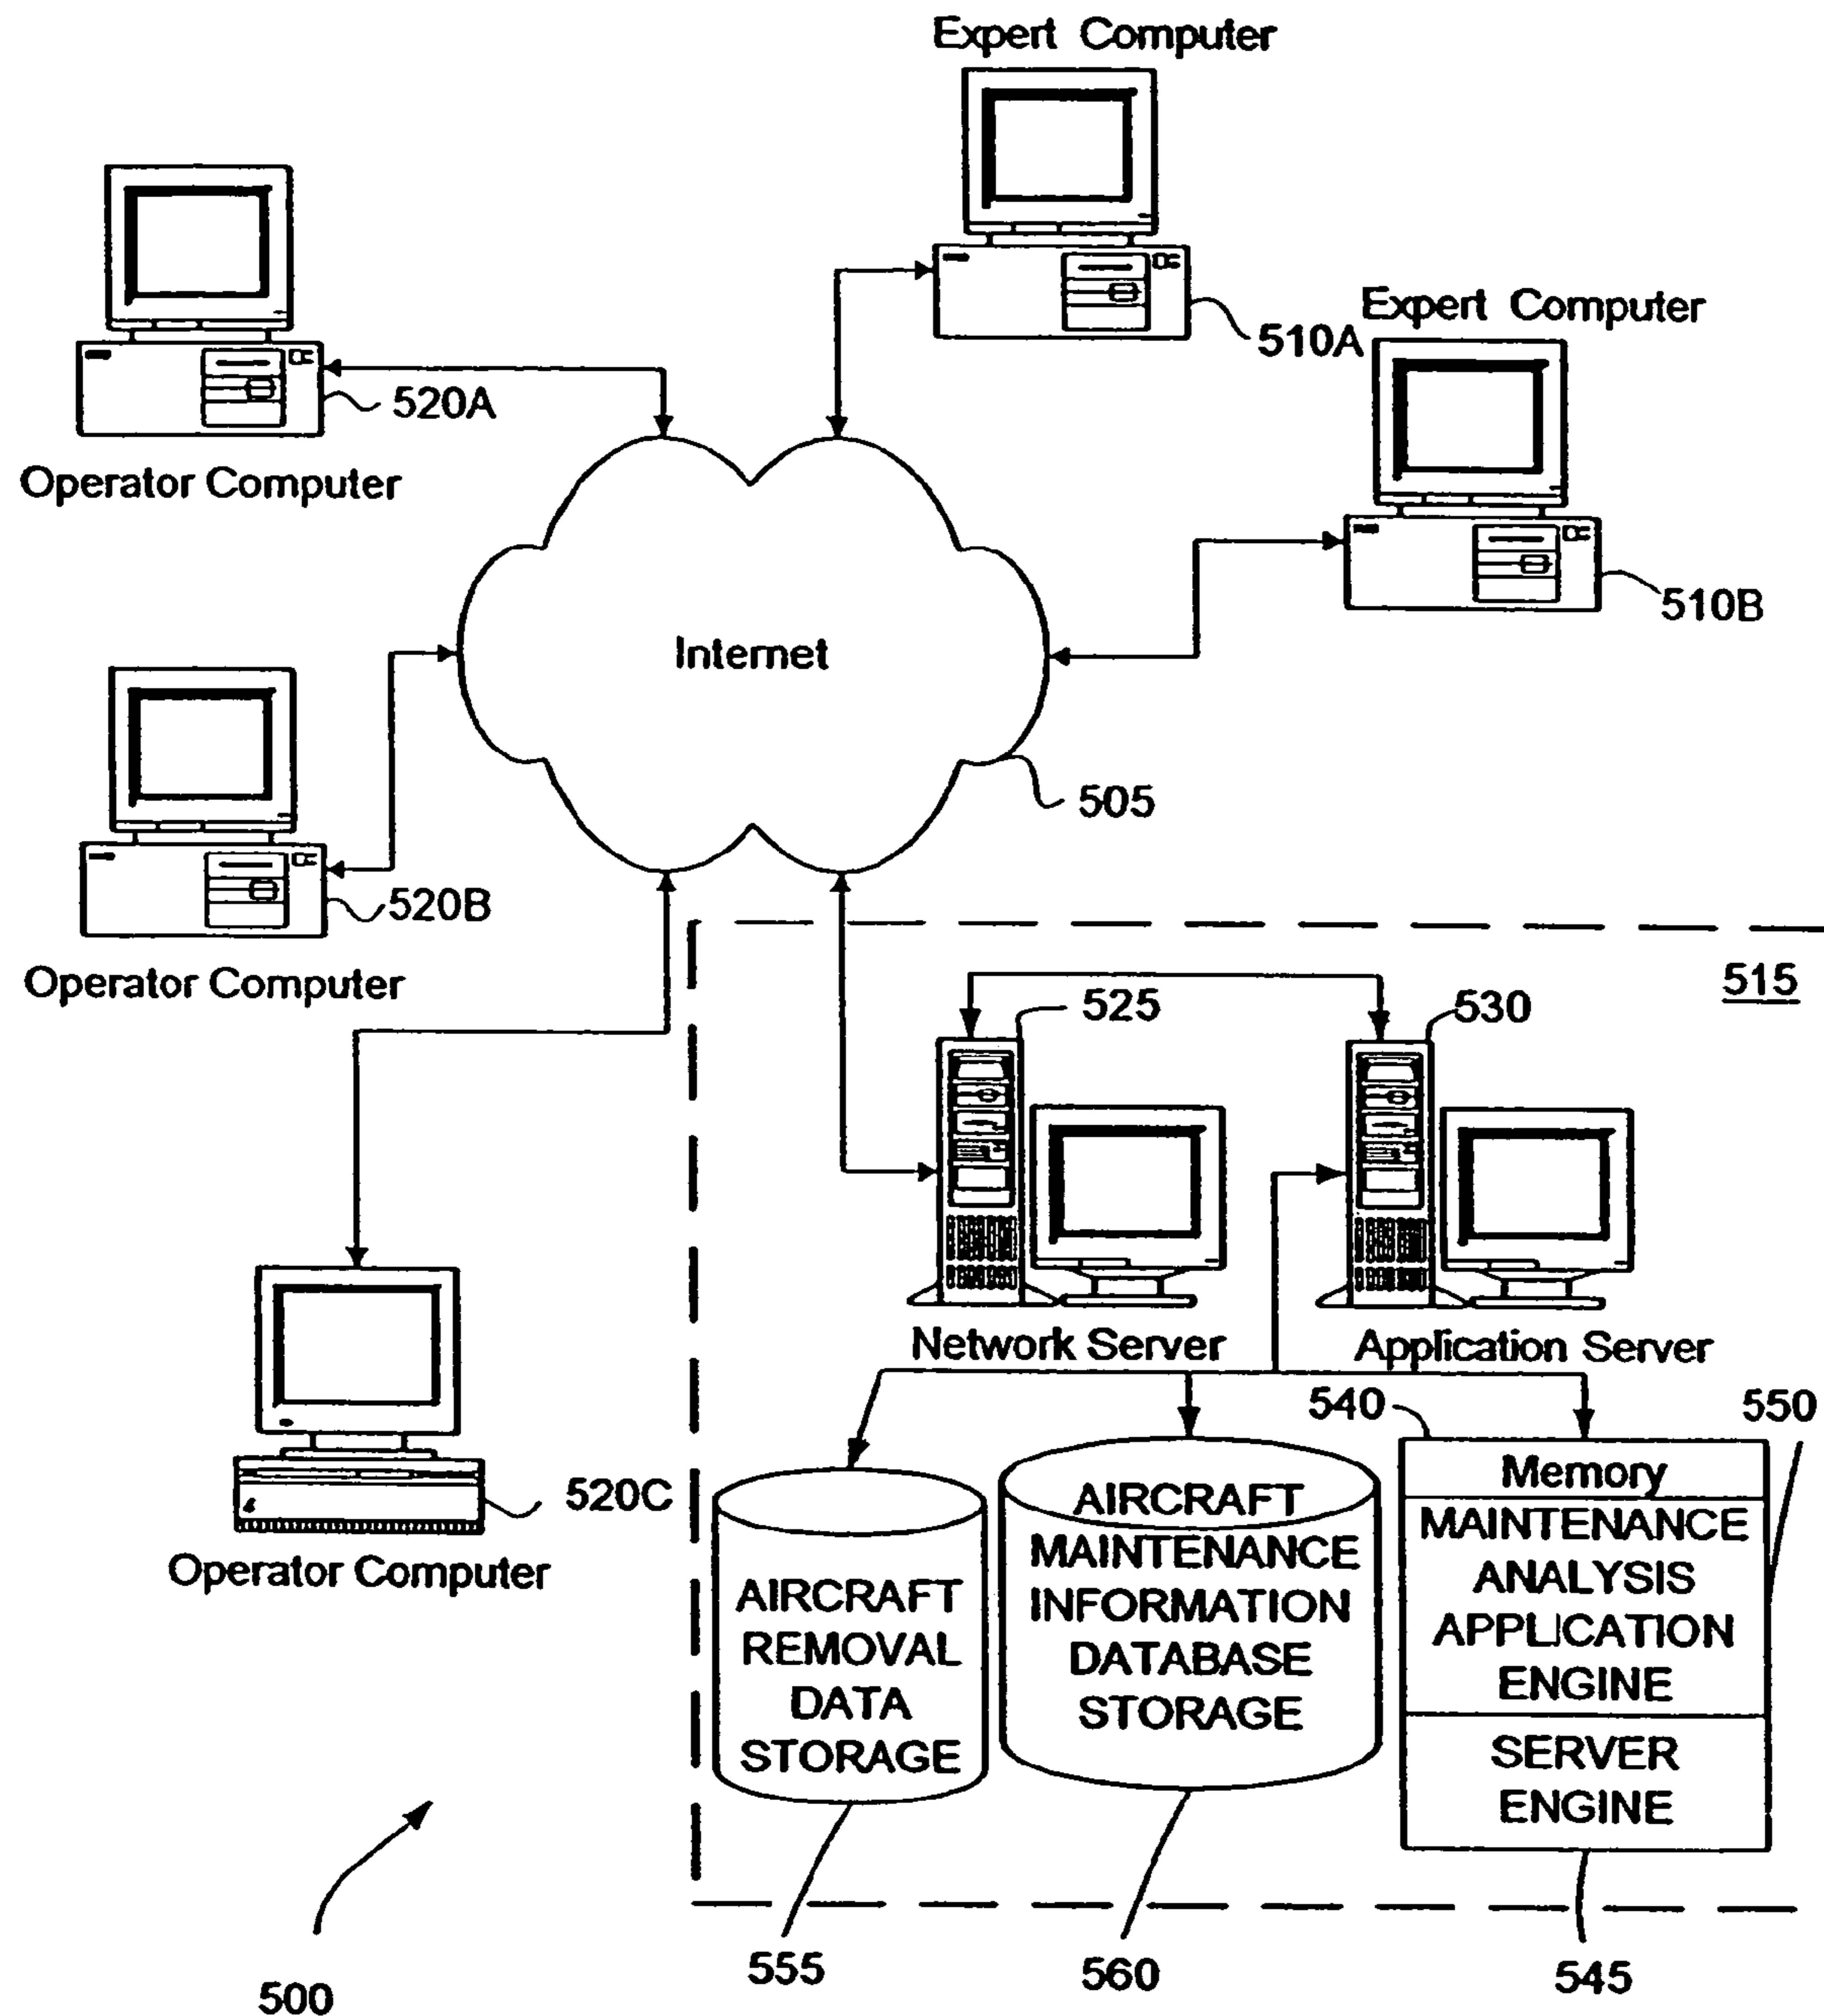 Expert Computer
510A
Expert Computer
510B
520A
Operator Computer
Internet
505
520B
Operator Computer
515
525
530
Network Server
Application Server
520C
Operator Computer
540
550
Memory
MAINTENANCE
ANALYSIS
APPLICATION
ENGINE
SERVER
ENGINE
AIRCRAFT
MAINTENANCE
INFORMATION
DATABASE
STORAGE
AIRCRAFT
REMOVAL
DATA
STORAGE
555
560
545
500